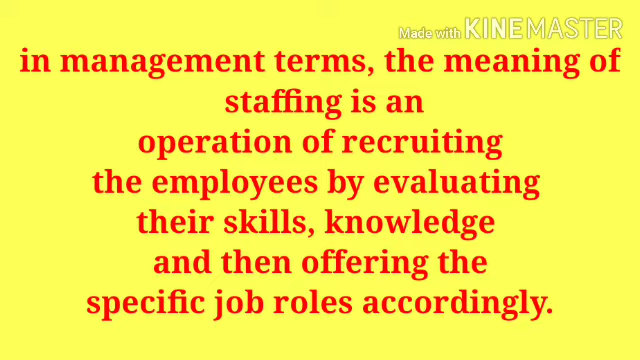 Made with KINEMASTER
in management terms, the meaning of
staffing is an
operation of recruiting
the employees by evaluating
their skills, knowledge
and then offering the
specific job roles accordingly.